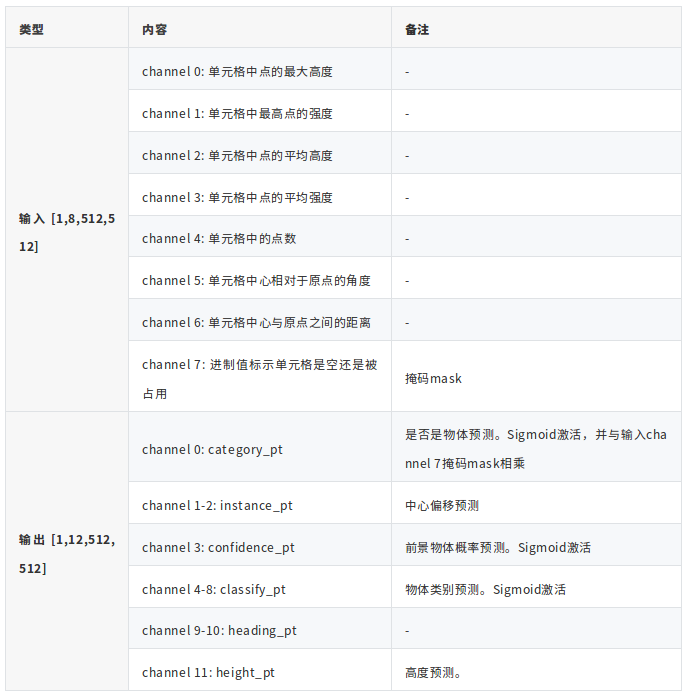 类型 内容 备注
channel 0: 单元格中点的最大高度 -
channel 1: 单元格中最高点的强度 -
channel 2: 单元格中点的平均高度 -
channel 3: 单元格中点的平均强度 -
输入 [1,8,512,5
12]
channel 4: 单元格中的点数 -
channel 5: 单元格中心相对于原点的角度 -
channel 6: 单元格中心与原点之间的距离 -
channel 7: 进制值标示单元格是空还是被
占用
掩码mask
channel 0: category_pt
是否是物体预测。Sigmoid激活，并与输入cha
nnel 7掩码mask相乘
channel 1-2: instance_pt 中心偏移预测
输出 [1,12,512,
512]
channel 3: confidence_pt 前景物体概率预测。Sigmoid激活
channel 4-8: classify_pt 物体类别预测。Sigmoid激活
channel 9-10: heading_pt -
channel 11: height_pt 高度预测。